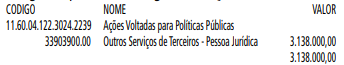 CODIGO NOME VALOR
11.60.04.122.3024.2239 Ações Voltadas para Políticas Públicas
33903900.00 Outros Serviços de Terceiros - Pessoa Jurídica 3.138.000,00
3.138.000,00